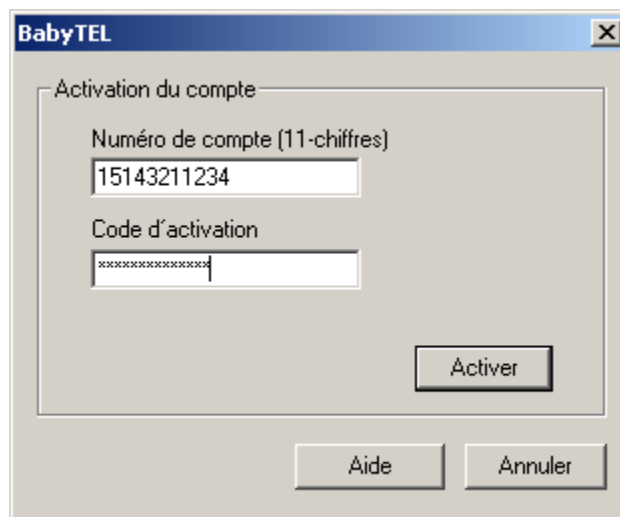 BabyTEL
Activation du compte
Numéro de compte (11-chiffres)
15143211234
Code d´activation
××××××××××××××
Activer
Aide
Annuler